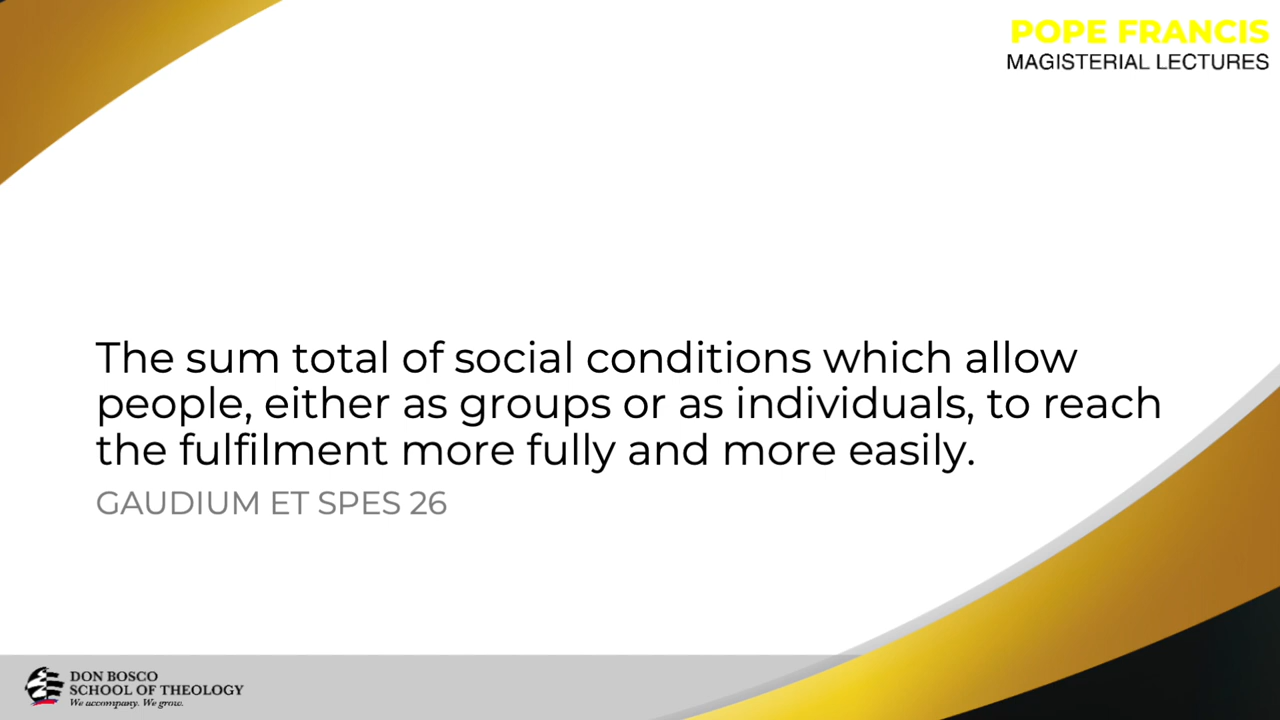 POPE FRANCIS
MAGISTERIAL LECTURES
The sum total of social conditions which allow
people, either as groups or as individuals, to reach
the fulfilment more fully and more easily.
GAUDIUM ET SPES 26
DON BOSCO
SCHOOL OF THEOLOGY
We accompany. We grow.